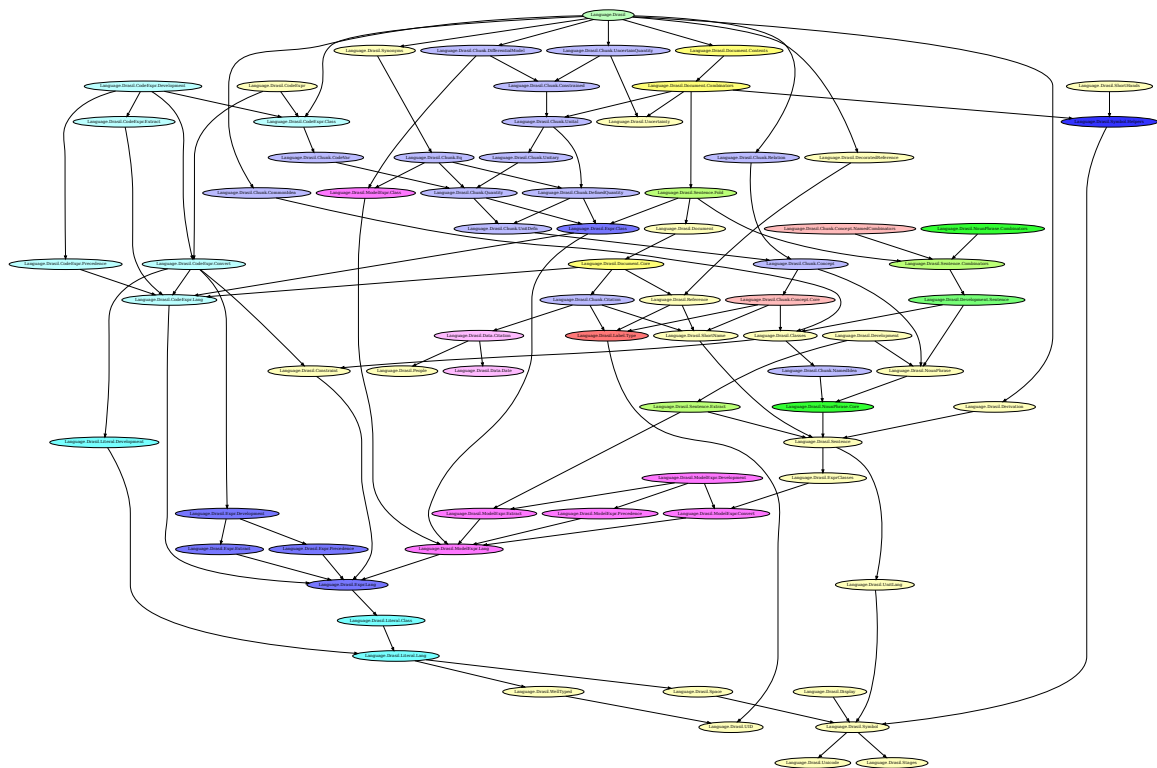 Language.Drasil
Language.Drasil.Synonyms
Language.Drasil.Chunk.DifferentialModel
Language.Drasil.Chunk.UncertainQuantity
Language.Drasil.Document.Contents
Language.Drasil.CodeExpr.Development
Language.Drasil.CodeExpr
Language.Drasil.Chunk.Constrained
Language.Drasil.Document.Combinators
Language.Drasil.ShortHands
Language.Drasil.CodeExpr.Extract
Language.Drasil.CodeExpr.Class
Language.Drasil.Chunk.Unital
Language.Drasil.Uncertainty
Language.Drasil.Symbol.Helpers
Language.Drasil.Chunk.CodeVar
Language.Drasil.Chunk.Eq
Language.Drasil.Chunk.Unitary
Language.Drasil.Chunk.Relation
Language.Drasil.DecoratedReference
Language.Drasil.Chunk.CommonIdea
Language.Drasil.ModelExpr.Class
Language.Drasil.Chunk.Quantity
Language.Drasil.Chunk.DefinedQuantity
Language.Drasil.Sentence.Fold
Language.Drasil.Chunk.UnitDefn
Language.Drasil.Expr.Class
Language.Drasil.Document
Language.Drasil.Chunk.Concept.NamedCombinators
Language.Drasil.NounPhrase.Combinators
Language.Drasil.CodeExpr.Precedence
Language.Drasil.CodeExpr.Convert
Language.Drasil.Document.Core
Language.Drasil.Chunk.Concept
Language.Drasil.Sentence.Combinators
Language.Drasil.CodeExpr.Lang
Language.Drasil.Chunk.Citation
Language.Drasil.Reference
Language.Drasil.Chunk.Concept.Core
Language.Drasil.Development.Sentence
Language.Drasil.Data.Citation
Language.Drasil.Label.Type
Language.Drasil.ShortName
Language.Drasil.Classes
Language.Drasil.Development
Language.Drasil.Constraint
Language.Drasil.People
Language.Drasil.Data.Date
Language.Drasil.Chunk.NamedIdea
Language.Drasil.NounPhrase
Language.Drasil.Sentence.Extract
Language.Drasil.NounPhrase.Core
Language.Drasil.Derivation
Language.Drasil.Literal.Development
Language.Drasil.Sentence
Language.Drasil.ModelExpr.Development
Language.Drasil.ExprClasses
Language.Drasil.Expr.Development
Language.Drasil.ModelExpr.Extract
Language.Drasil.ModelExpr.Precedence
Language.Drasil.ModelExpr.Convert
Language.Drasil.Expr.Extract
Language.Drasil.Expr.Precedence
Language.Drasil.ModelExpr.Lang
Language.Drasil.Expr.Lang
Language.Drasil.UnitLang
Language.Drasil.Literal.Class
Language.Drasil.Literal.Lang
Language.Drasil.WellTyped
Language.Drasil.Space
Language.Drasil.Display
Language.Drasil.UID
Language.Drasil.Symbol
Language.Drasil.Unicode
Language.Drasil.Stages